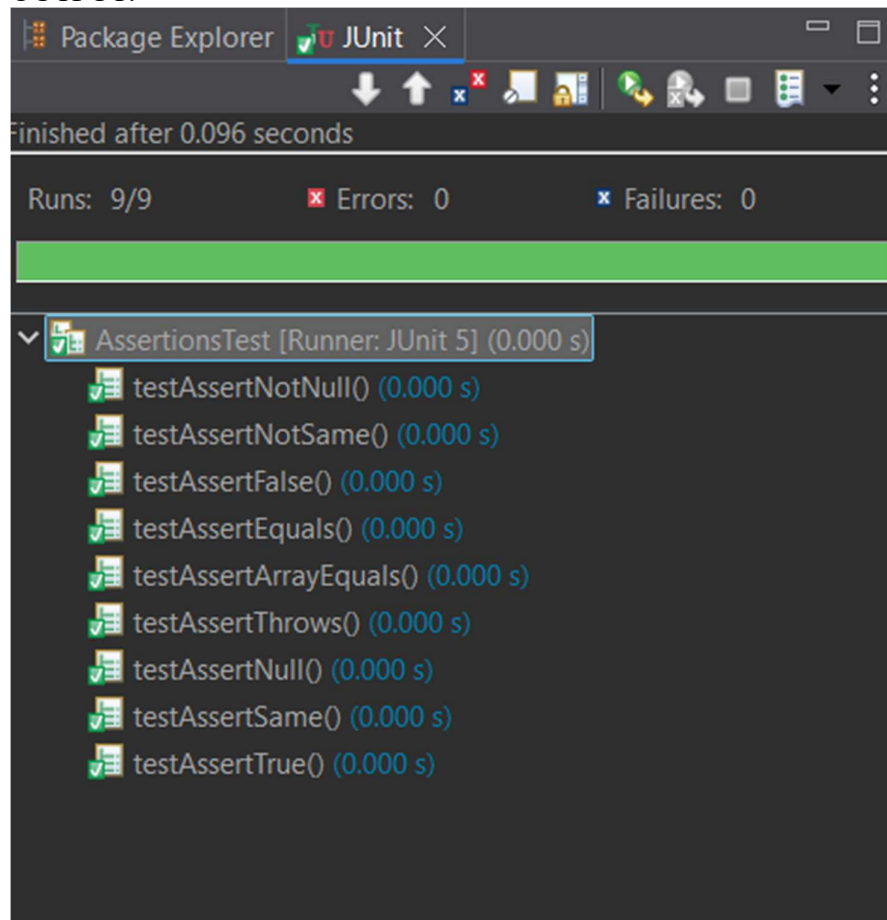 Package Explorer JUnit
Finished after 0.096 seconds
Runs: 9/9 Errors: 0 Failures: 0
AssertionsTest [Runner: JUnit 5] (0.000 s)
testAssertNotNull() (0.000 s)
testAssertNotSame() (0.000 s)
testAssertFalse() (0.000 s)
testAssertEquals() (0.000 s)
testAssertArrayEquals() (0.000 s)
testAssertThrows() (0.000 s)
testAssertNull() (0.000 s)
testAssertSame() (0.000 s)
testAssertTrue() (0.000 s)